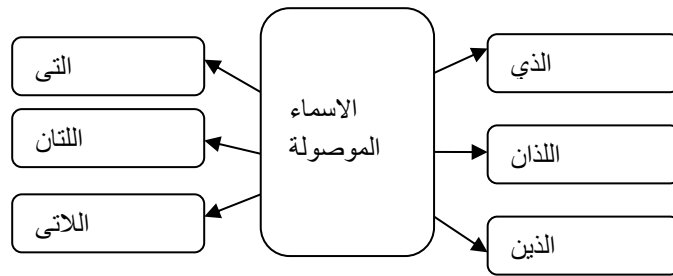 الاسماء
الموصولة
الذي
اللذان
الذين
التى
اللتان
اللاتى